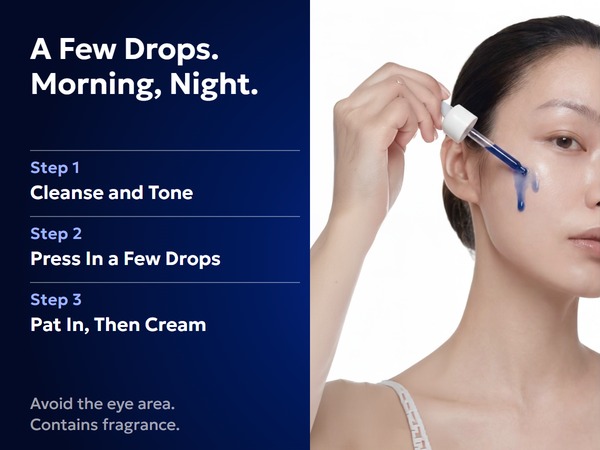 A Few Drops.
Morning, Night.
Step 1
Cleanse and Tone
Step 2
Press In a Few Drops
Step 3
Pat In, Then Cream
Avoid the eye area.
Contains fragrance.